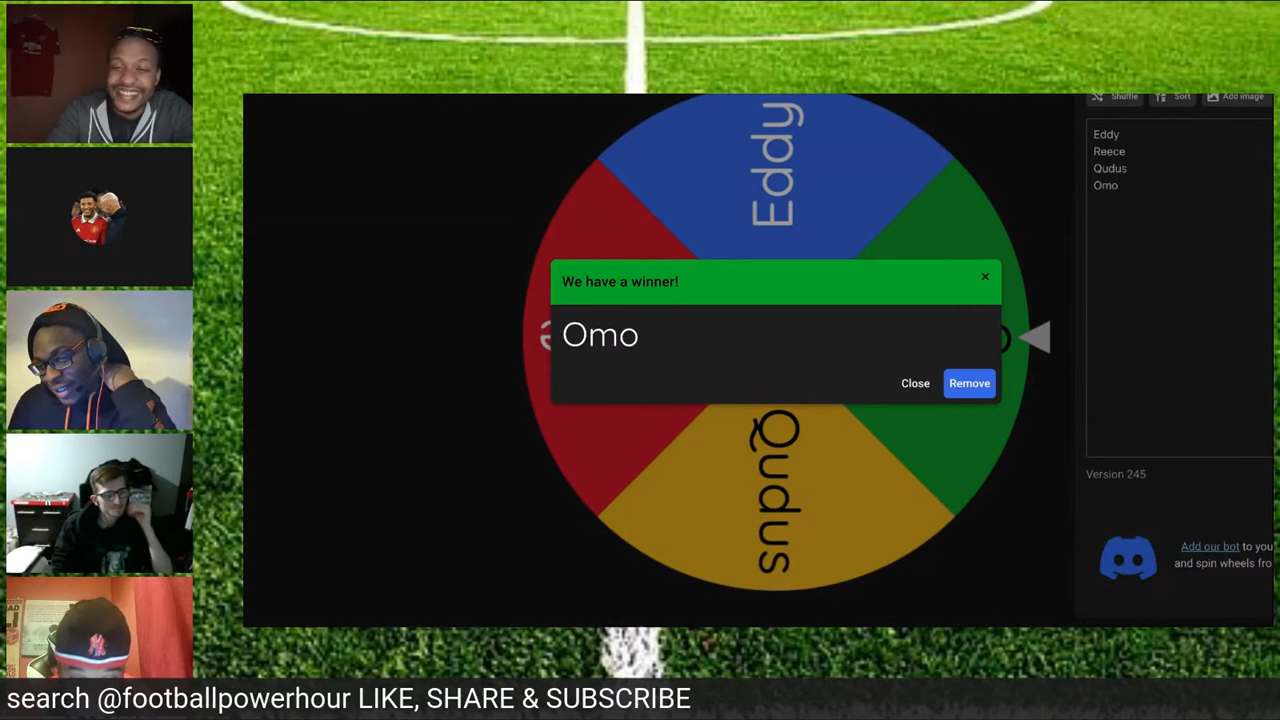 Shuffle Sort Add image
Eddy
Reece
Qudus
Omo
Eddy
Qudus
We have a winner!
×
Omo
Close Remove
Version 245
Add our bot to you
and spin wheels fro
search @footballpowerhour LIKE, SHARE & SUBSCRIBE